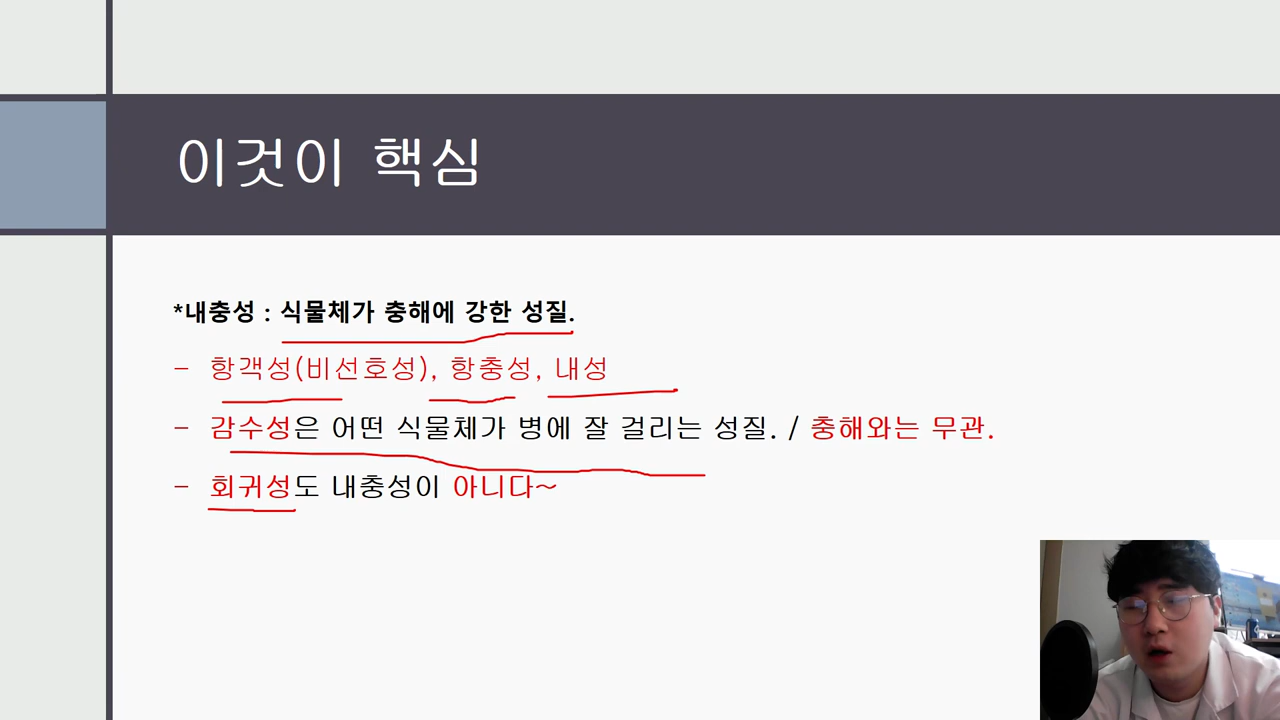 이것이 핵심
*내충성 : 식물체가 충해에 강한 성질.
- 항객성(비선호성), 항충성, 내성
- 감수성은 어떤 식물체가 병에 잘 걸리는 성질. / 충해와는 무관.
- 회귀성도 내충성이 아니다~